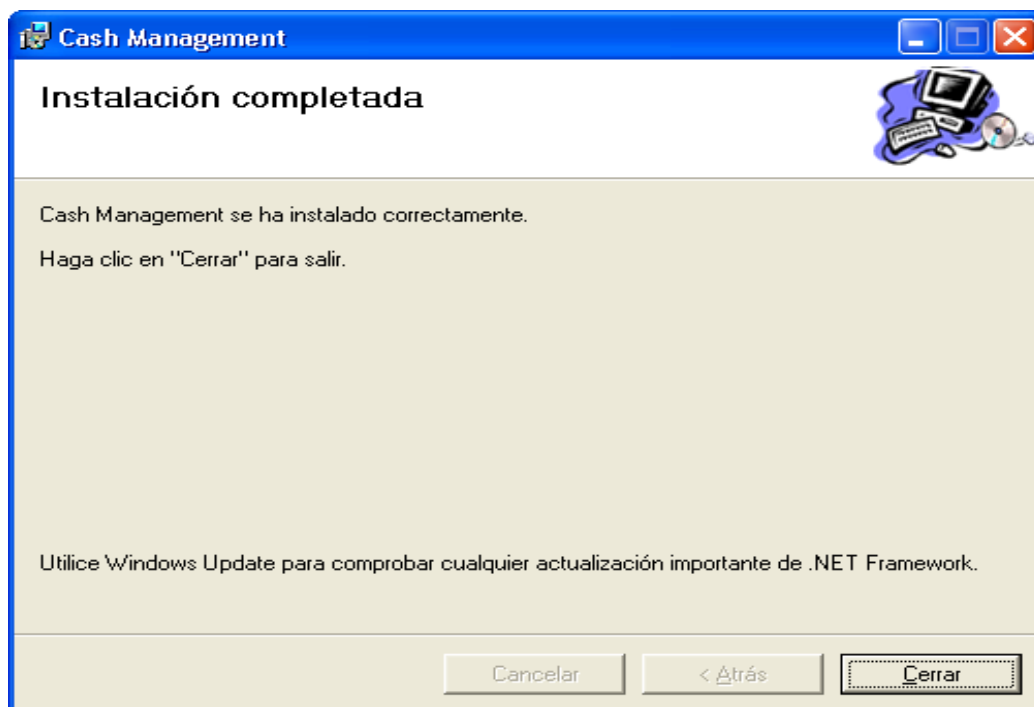 Cash Management
Instalación completada
Cash Management se ha instalado correctamente.
Haga clic en "Cerrar" para salir.
Utilice Windows Update para comprobar cualquier actualización importante de .NET Framework.
Cancelar < Atrás Cerrar